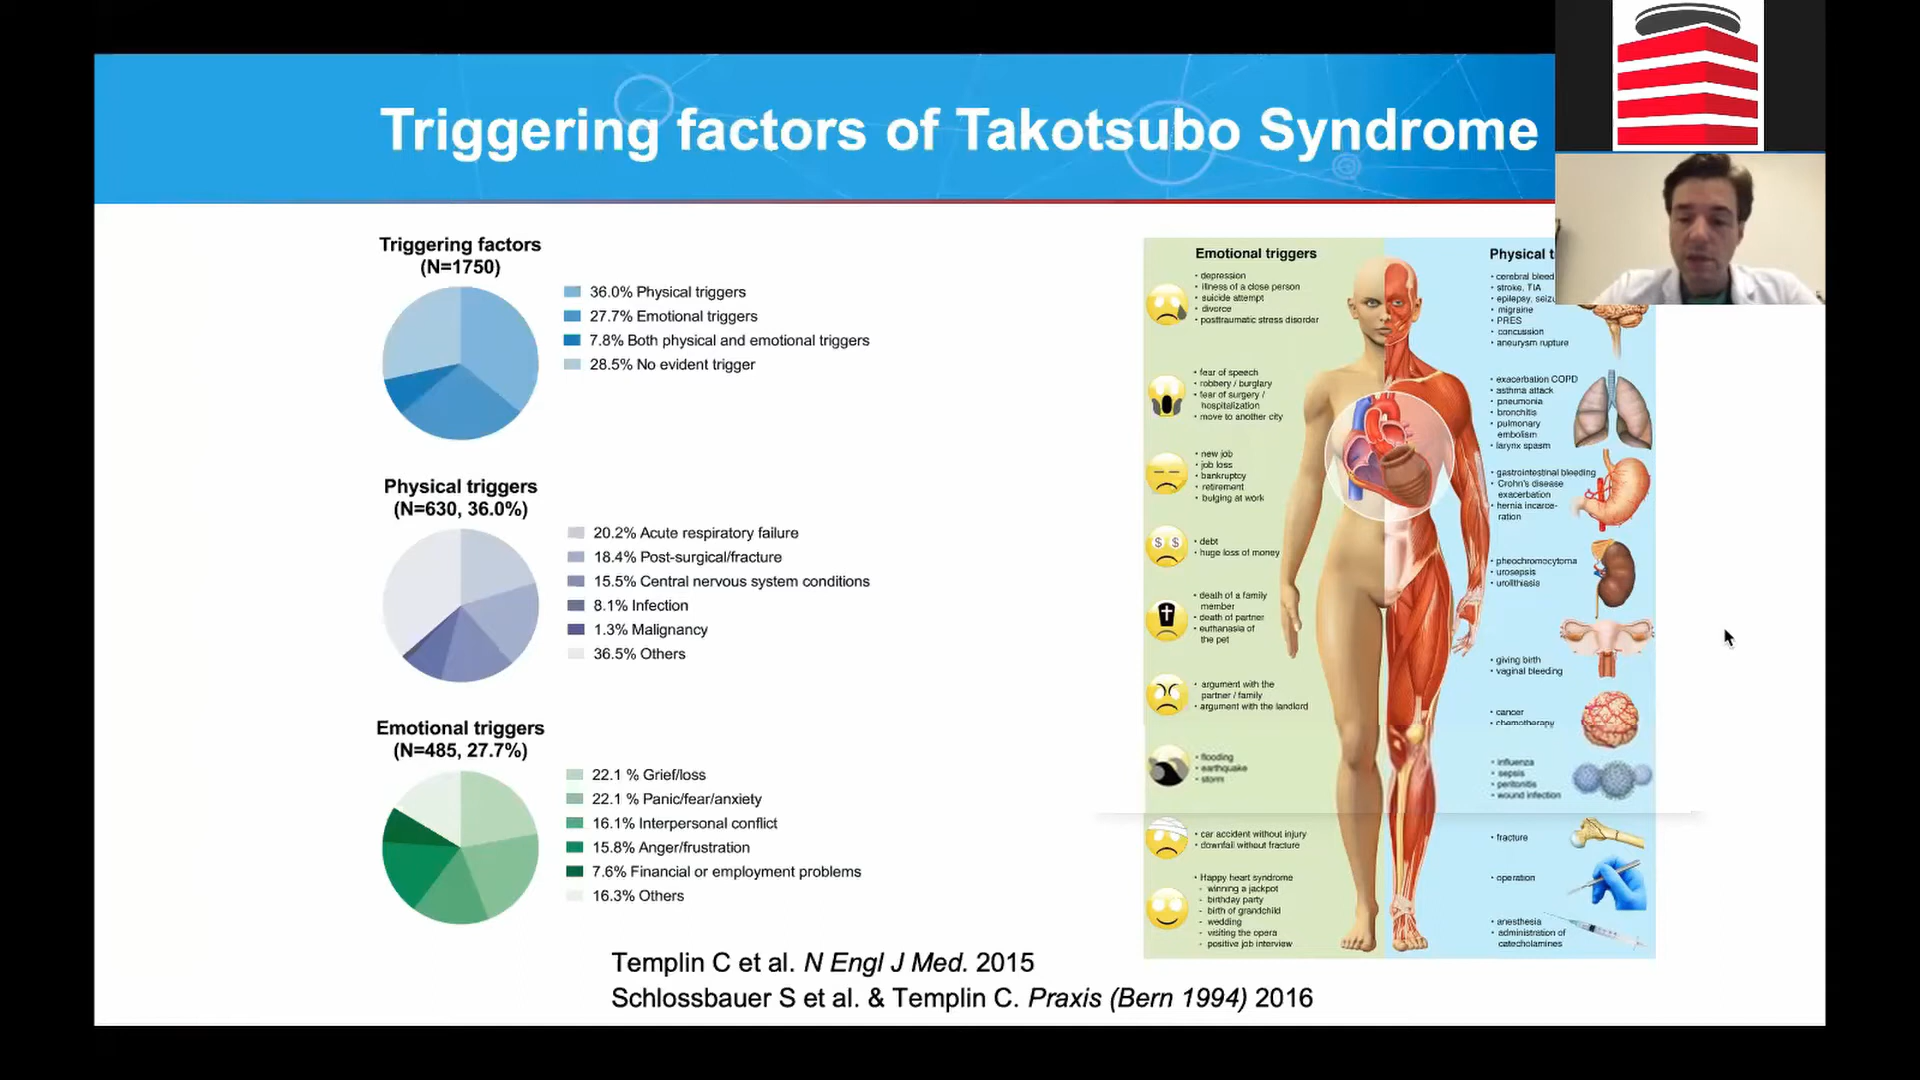 Triggering factors of Takotsubo Syndrome
Triggering factors
(N=1750)
36.0% Physical triggers
27.7% Emotional triggers
7.8% Both physical and emotional triggers
28.5% No evident trigger
Physical triggers
(N=630, 36.0%)
20.2% Acute respiratory failure
18.4% Post-surgical/fracture
15.5% Central nervous system conditions
8.1% Infection
1.3% Malignancy
36.5% Others
Emotional triggers
(N=485, 27.7%)
22.1 % Grief/loss
22.1 % Panic/fear/anxiety
16.1% Interpersonal conflict
15.8% Anger/frustration
7.6% Financial or employment problems
16.3% Others
Emotional triggers
• depression
• illness of a close person
• suicide attempt
• divorce
• posttraumatic stress disorder
• fear of speech
• robbery / burglary
• fear of surgery /
hospitalization
• move to another city
• new job
• job loss
• bankruptcy
• retirement
• bulging at work
$ $
• debt
• huge loss of money
• death of a family
member
• death of partner
• euthanasia of
the pet
• argument with the
partner / family
• argument with the landlord
• flooding
• earthquake
• storm
• car accident without injury
• downfall without fracture
• Happy heart syndrome
- winning a jackpot
- birthday party
- birth of grandchild
- wedding
- visiting the opera
- positive job interview
Physical t
• cerebral bleed
• stroke, TIA
• epilepsy, seizu
• migraine
• PRES
• concussion
• aneurysm rupture
• exacerbation COPD
• asthma attack
• pneumonia
• bronchitis
• pulmonary
embolism
• larynx spasm
• gastrointestinal bleeding
• Crohn's disease
exacerbation
• hernia incarce-
ration
• pheochromocytoma
• urosepsis
• urolithiasis
• giving birth
• vaginal bleeding
• cancer
• chemotherapy
• influenza
• sepsis
• peritonitis
• wound infection
• fracture
• operation
• anesthesia
• administration of
catecholamines
Templin C et al. N Engl J Med. 2015
Schlossbauer S et al. & Templin C. Praxis (Bern 1994) 2016